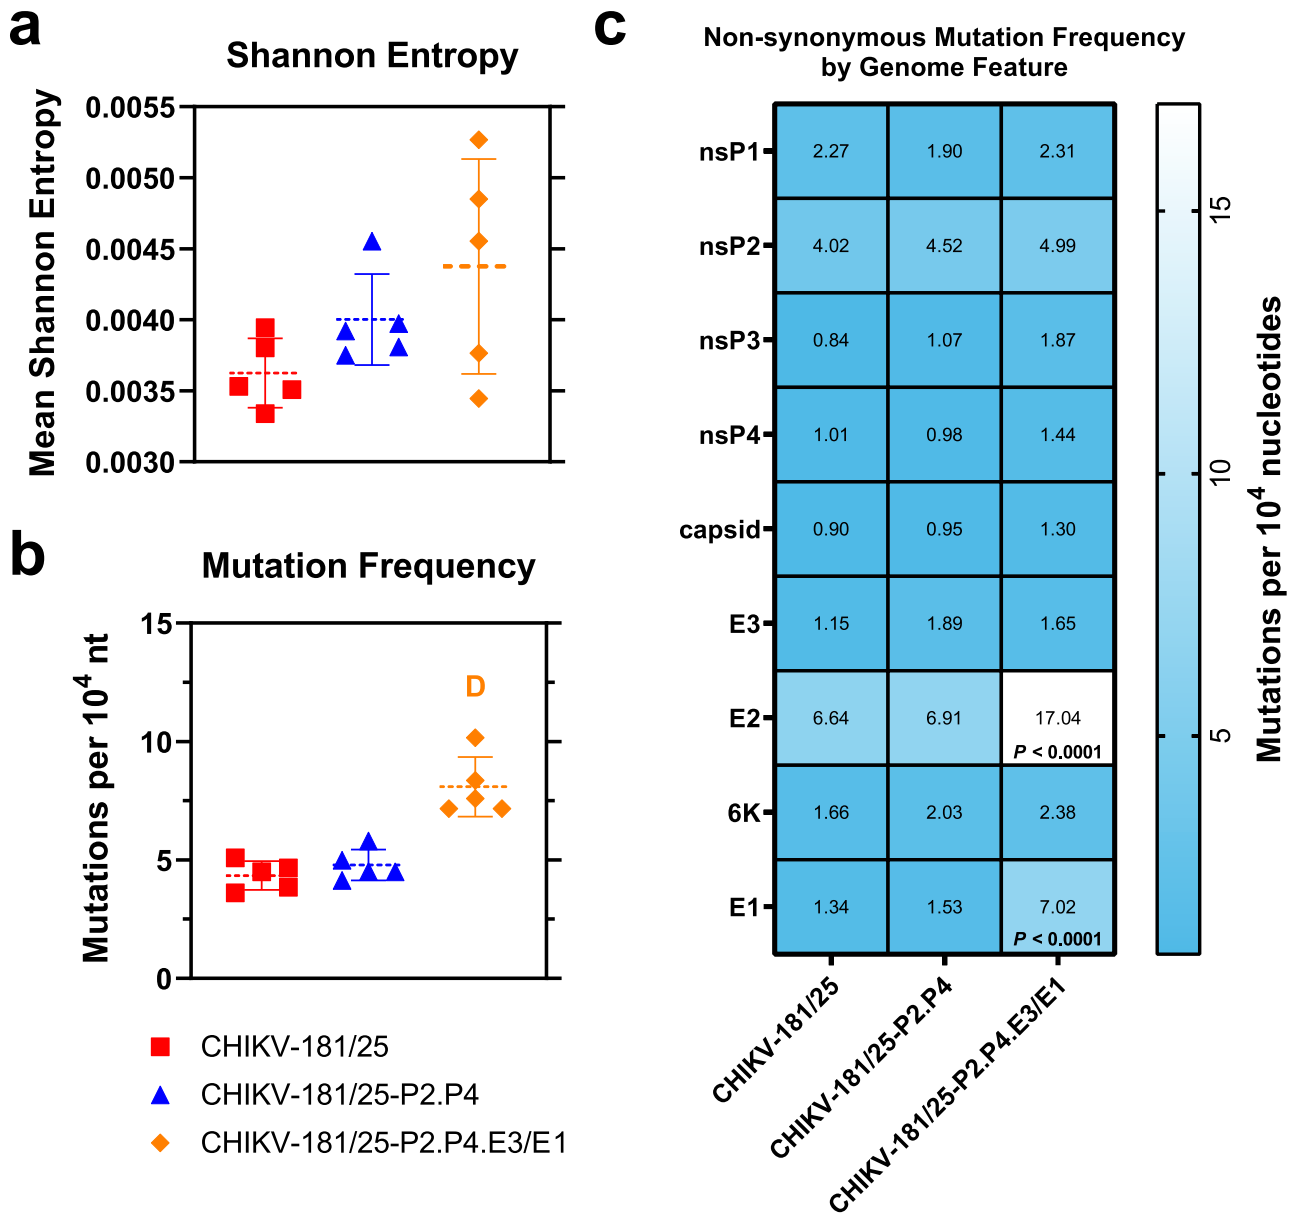 a
Shannon Entropy
Mean Shannon Entropy
0.0055
0.0050
0.0045
0.0040
0.0035
0.0030
b
Mutation Frequency
Mutations per 10⁴ nt
15
10
5
0
D
CHIKV-181/25
CHIKV-181/25-P2.P4
CHIKV-181/25-P2.P4.E3/E1
c
Non-synonymous Mutation Frequency
by Genome Feature
nsP1 2.27 1.90 2.31
nsP2 4.02 4.52 4.99
nsP3 0.84 1.07 1.87
nsP4 1.01 0.98 1.44
capsid 0.90 0.95 1.30
E3 1.15 1.89 1.65
E2 6.64 6.91 17.04
P < 0.0001
6K 1.66 2.03 2.38
E1 1.34 1.53 7.02
P < 0.0001
CHIKV-181/25
CHIKV-181/25-P2.P4
CHIKV-181/25-P2.P4.E3/E1
15
10
5
Mutations per 10⁴ nucleotides